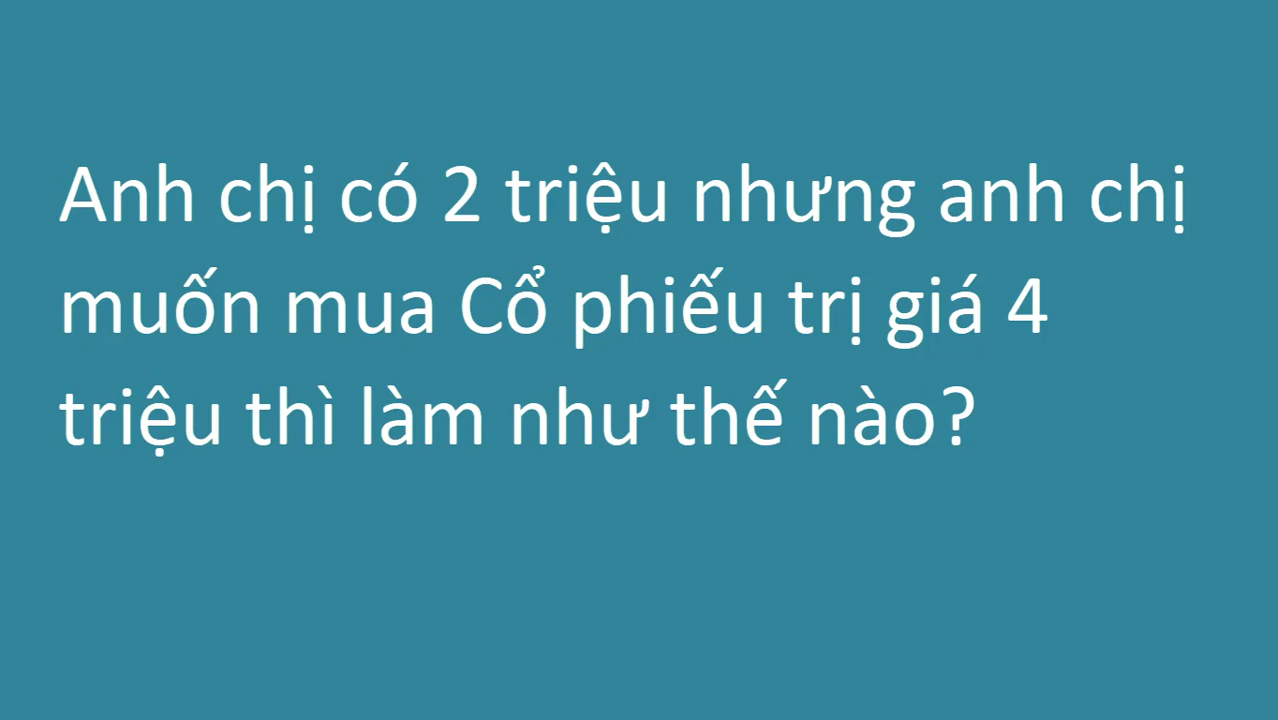 Anh chị có 2 triệu nhưng anh chị
muốn mua Cổ phiếu trị giá 4
triệu thì làm như thế nào?